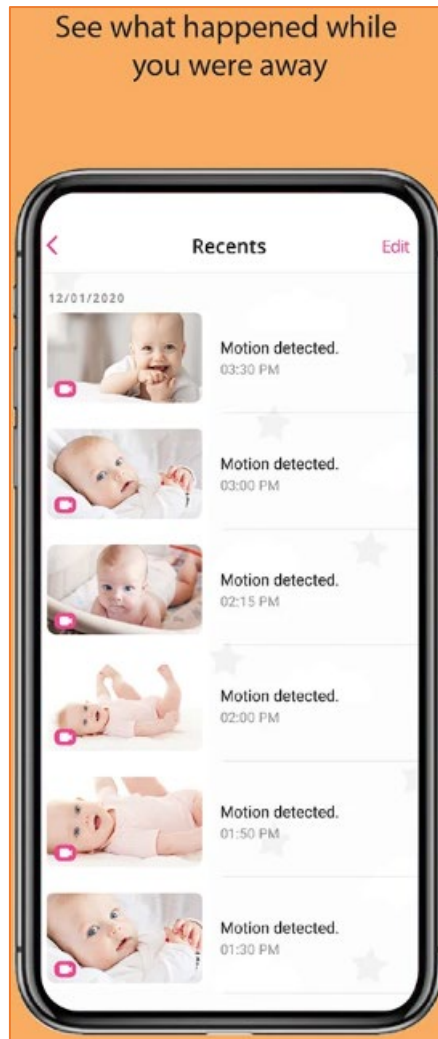 See what happened while
you were away
Recents
Edit
12/01/2020
Motion detected.
03:30 PM
Motion detected.
03:00 PM
Motion detected.
02:15 PM
Motion detected.
02:00 PM
Motion detected.
01:50 PM
Motion detected.
01:30 PM